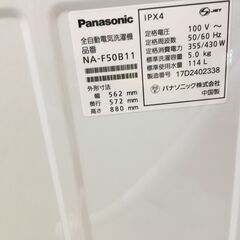 Panasonic
全自動電気洗濯機
品番
NA-F50B11
外形寸法
幅 562 mm
奥行 572 mm
高さ 880 mm
IPX4
JET
定格電圧 100 V~
定格周波数 50/60 Hz
定格消費電力 355/430 W
標準洗濯容量 5.0 kg
標準使用水量 114 L
製造番号 17D2402338
パナソニック株式会社
中国製